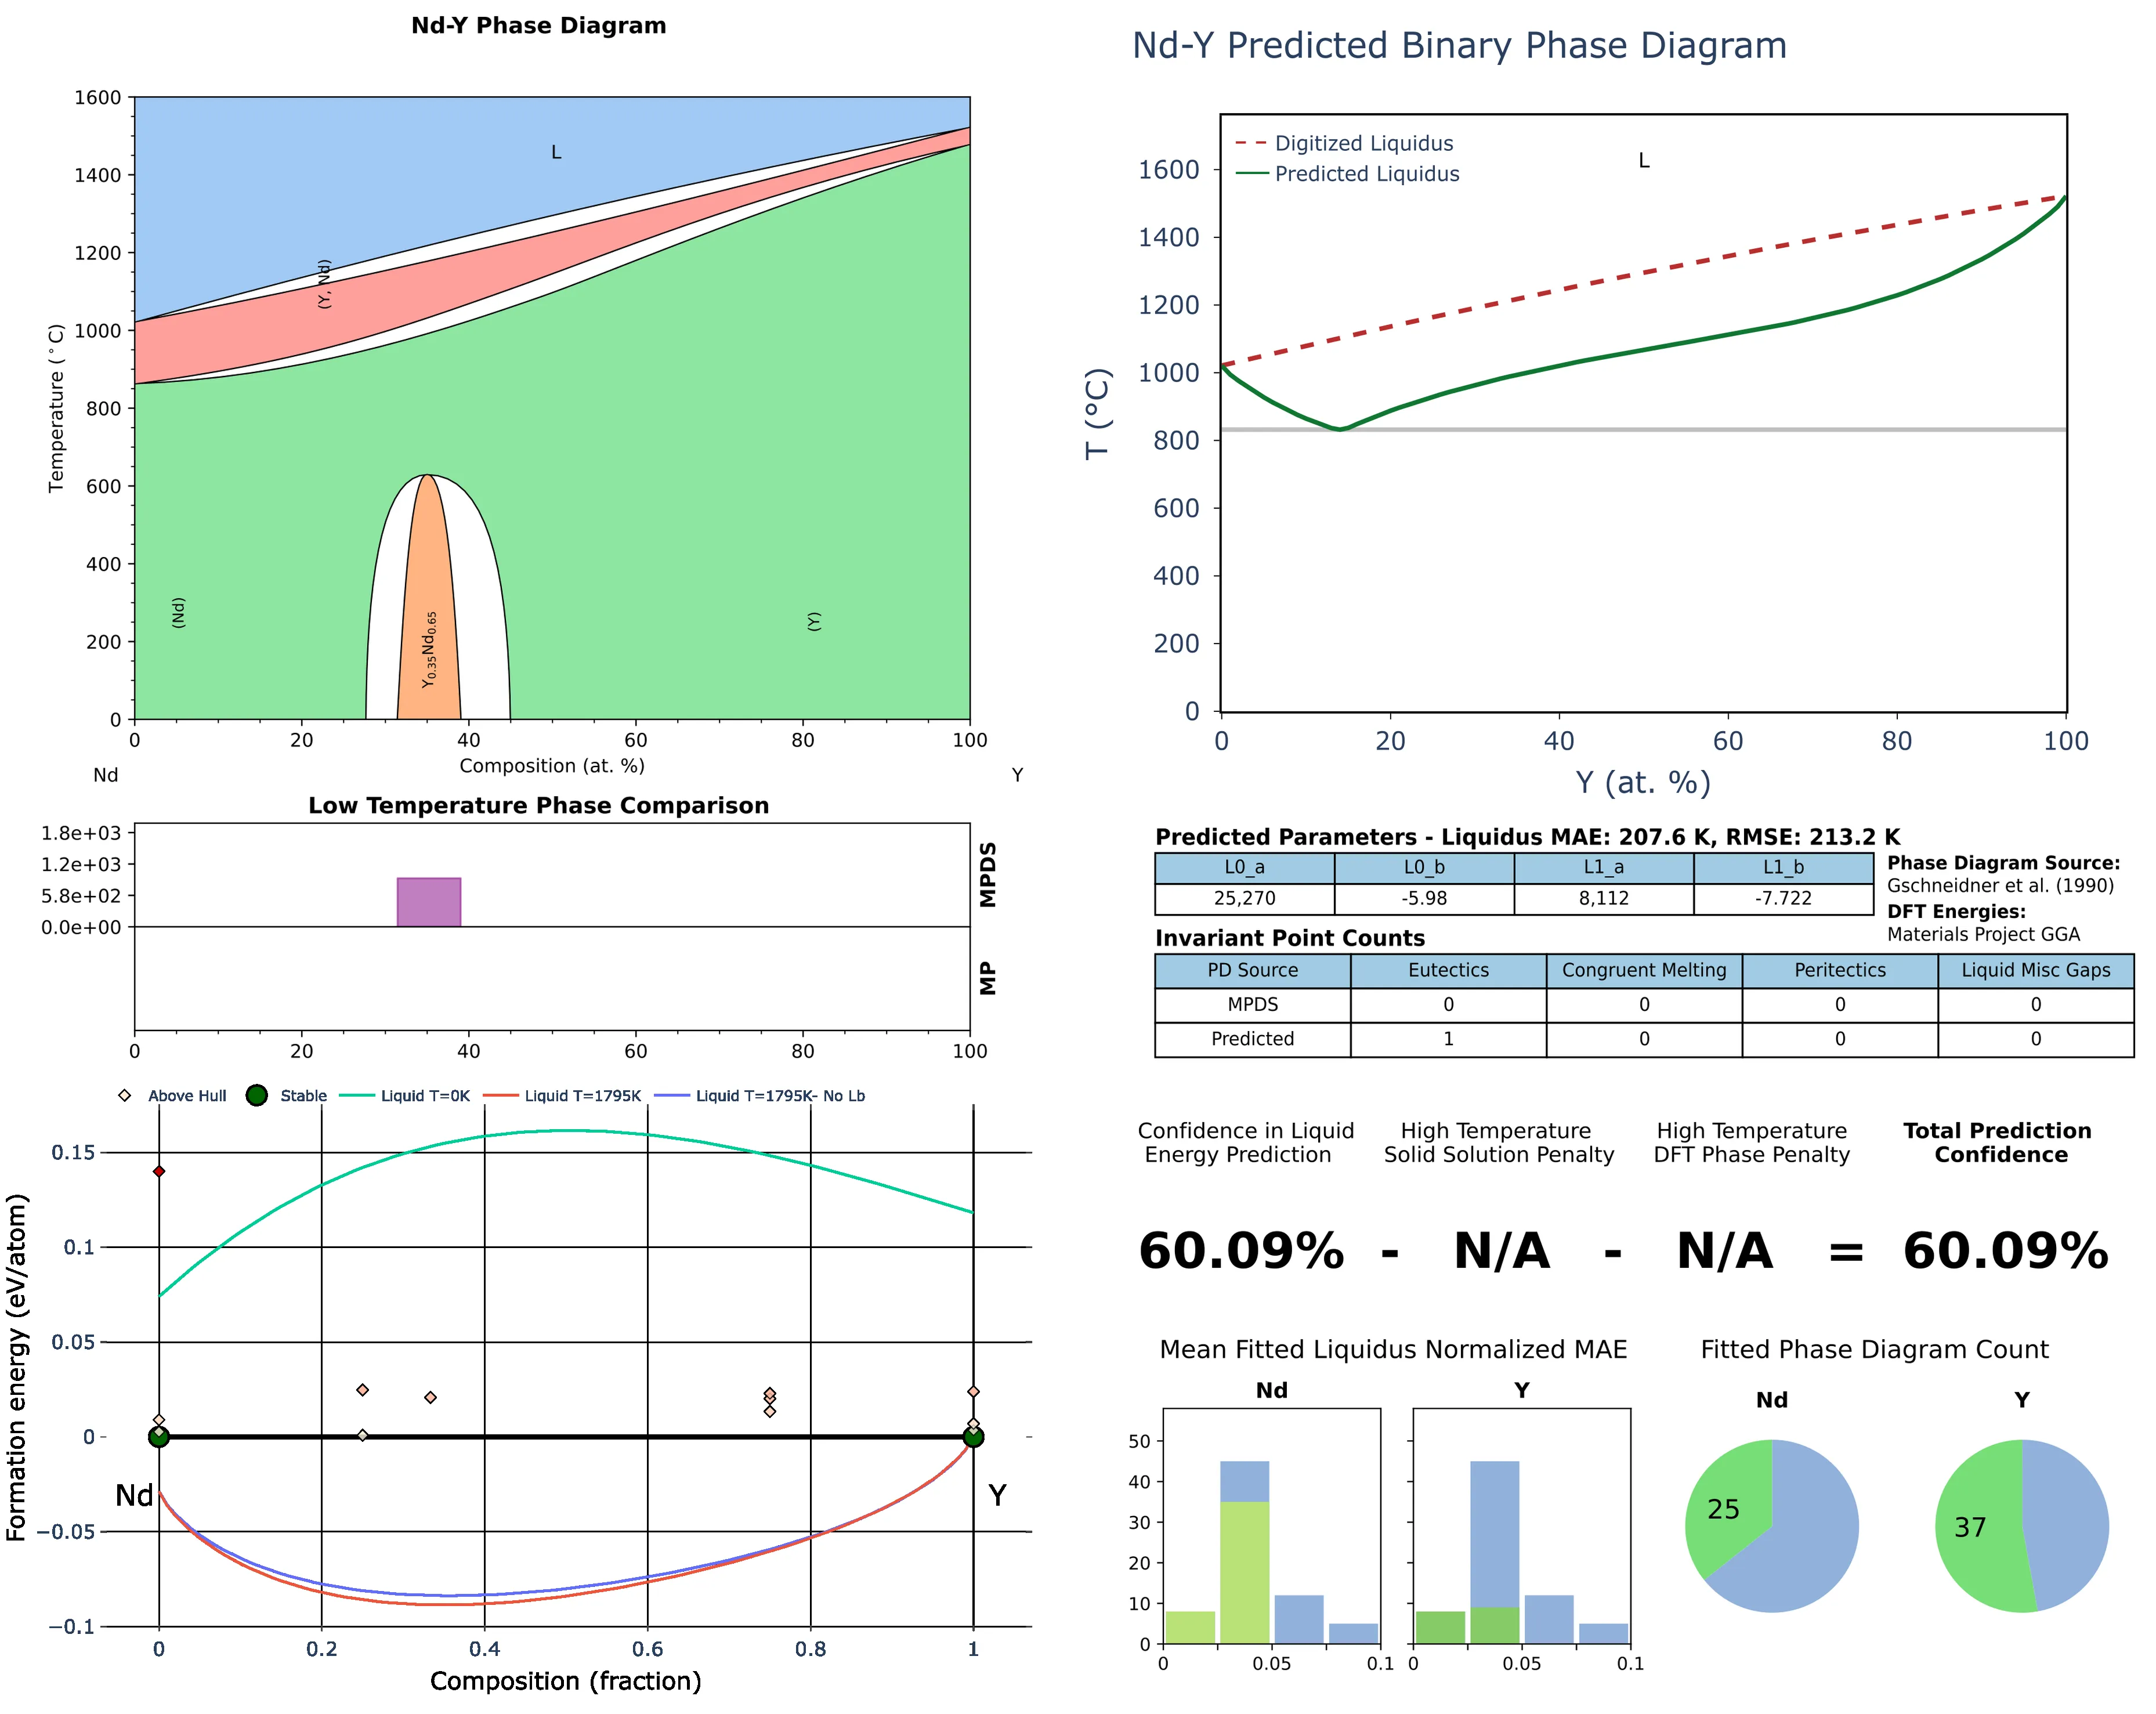 Nd-Y Phase Diagram
1600
1400
1200
1000
800
600
400
200
0
Temperature (°C)
L
(Y, Nd)
(Nd)
(Y)
Y0.35Nd0.65
0 20 40 60 80 100
Composition (at. %)
Nd Y
Low Temperature Phase Comparison
1.8e+03
1.2e+03
5.8e+02
0.0e+00
MPDS
MP
0 20 40 60 80 100
Above Hull Stable Liquid T=0K Liquid T=1795K Liquid T=1795K- No Lb
0.15
0.1
0.05
0
−0.05
−0.1
Formation energy (eV/atom)
Nd Y
0 0.2 0.4 0.6 0.8 1
Composition (fraction)
Nd-Y Predicted Binary Phase Diagram
Digitized Liquidus
Predicted Liquidus
L
1600
1400
1200
1000
800
600
400
200
0
T (°C)
0 20 40 60 80 100
Y (at. %)
Predicted Parameters - Liquidus MAE: 207.6 K, RMSE: 213.2 K
L0_a L0_b L1_a L1_b
25,270 -5.98 8,112 -7.722
Phase Diagram Source:
Gschneidner et al. (1990)
DFT Energies:
Materials Project GGA
Invariant Point Counts
PD Source Eutectics Congruent Melting Peritectics Liquid Misc Gaps
MPDS 0 0 0 0
Predicted 1 0 0 0
Confidence in Liquid
Energy Prediction
High Temperature
Solid Solution Penalty
High Temperature
DFT Phase Penalty
Total Prediction
Confidence
60.09% - N/A - N/A = 60.09%
Mean Fitted Liquidus Normalized MAE
Nd Y
50
40
30
20
10
0
0 0.05 0.1 0 0.05 0.1
Fitted Phase Diagram Count
Nd Y
25 37